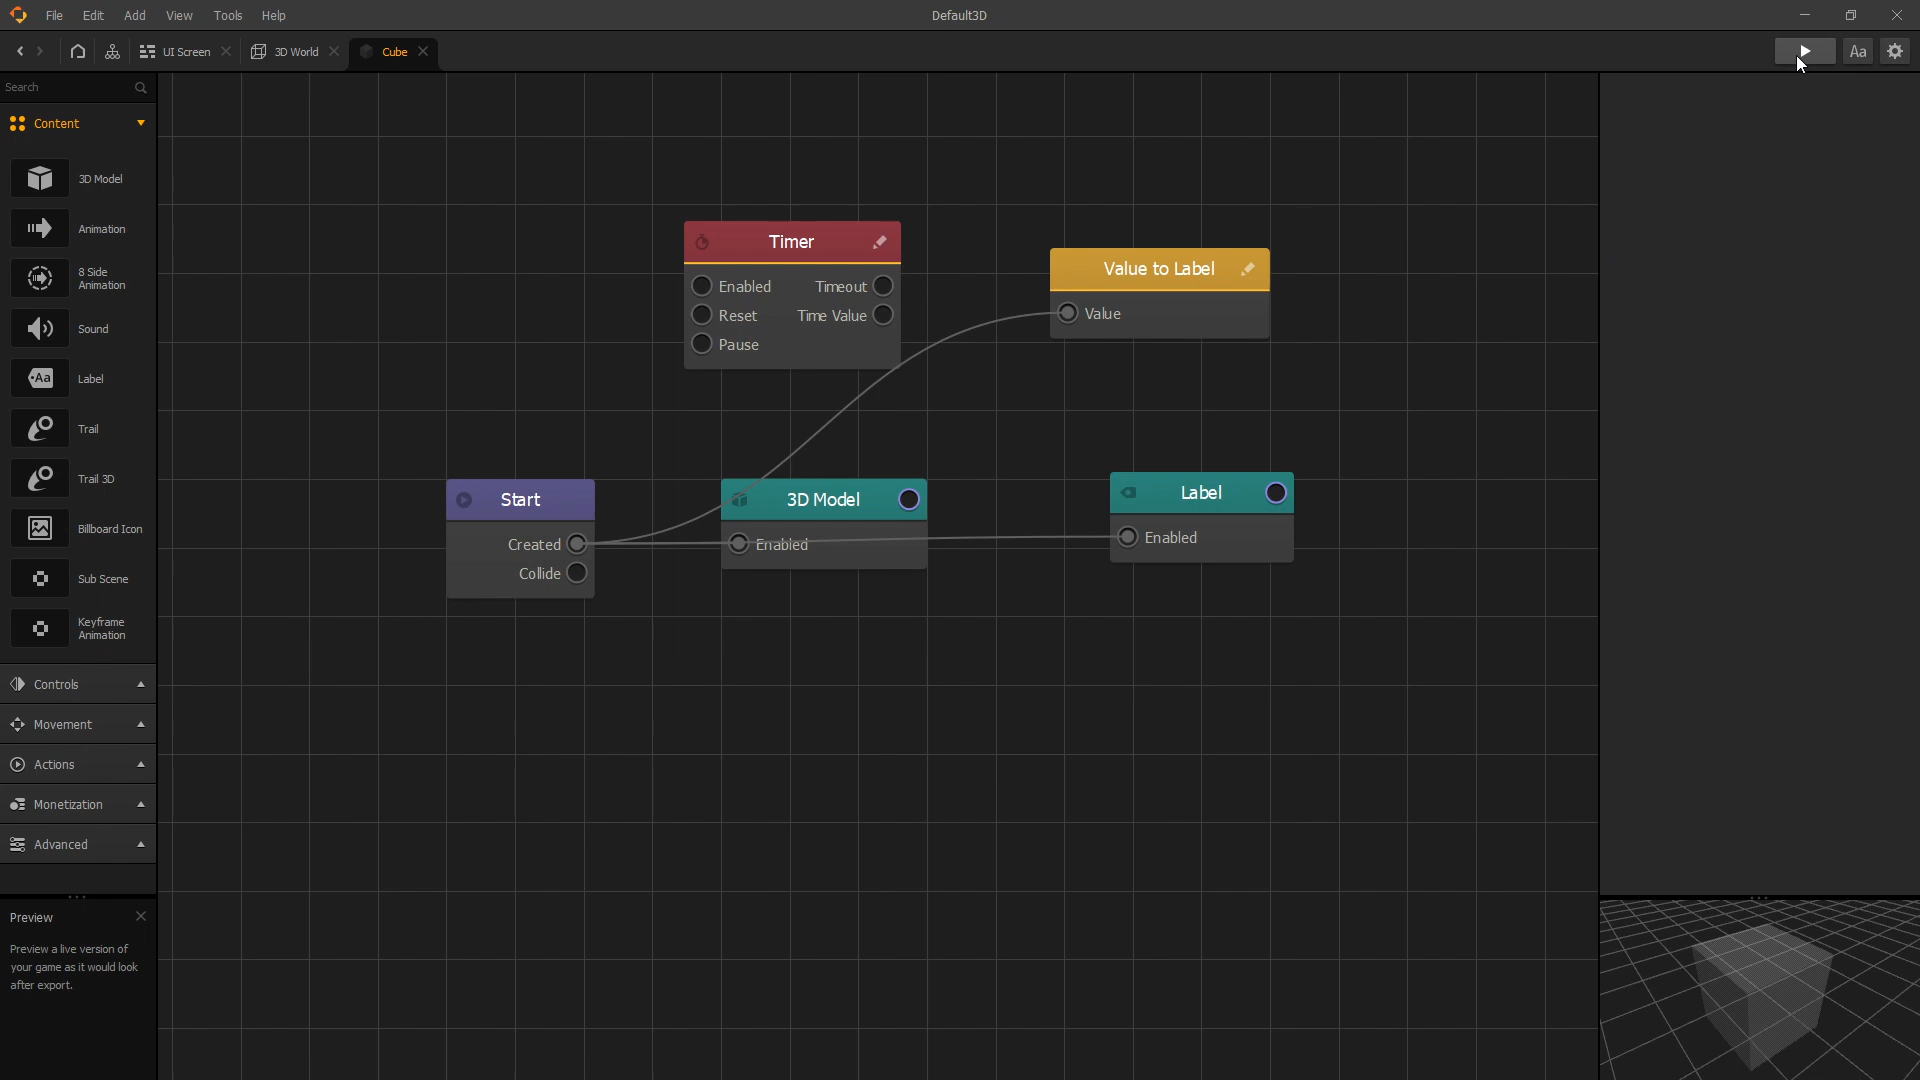 File Edit Add View Tools Help
Default3D
UI Screen
3D World
Cube
Aa
Search
Content
3D Model
Animation
8 Side
Animation
Sound
Aa
Label
Trail
Trail 3D
Billboard Icon
Sub Scene
Keyframe
Animation
Controls
Movement
Actions
Monetization
Advanced
Preview
Preview a live version of
your game as it would look
after export.
Timer
Enabled Timeout
Reset Time Value
Pause
Value to Label
Value
Start
Created
Collide
3D Model
Enabled
Label
Enabled